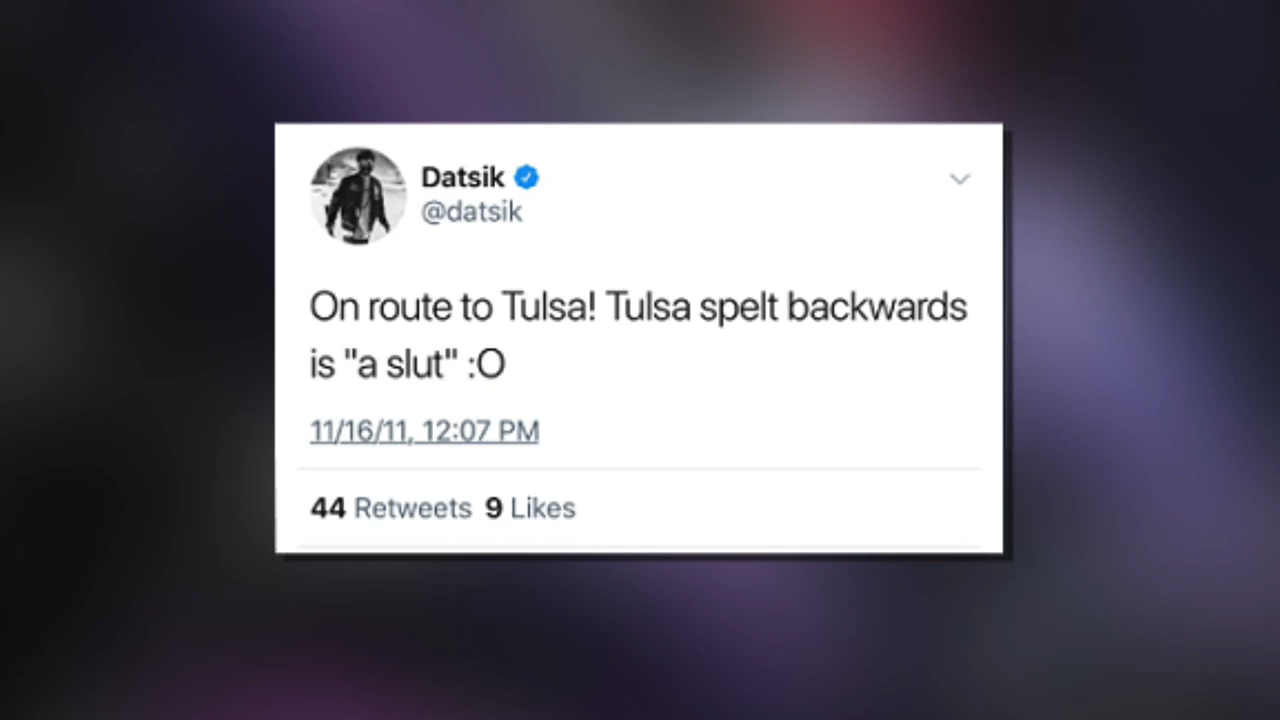 Datsik
@datsik
On route to Tulsa! Tulsa spelt backwards
is "a slut" :O
11/16/11, 12:07 PM
44 Retweets 9 Likes